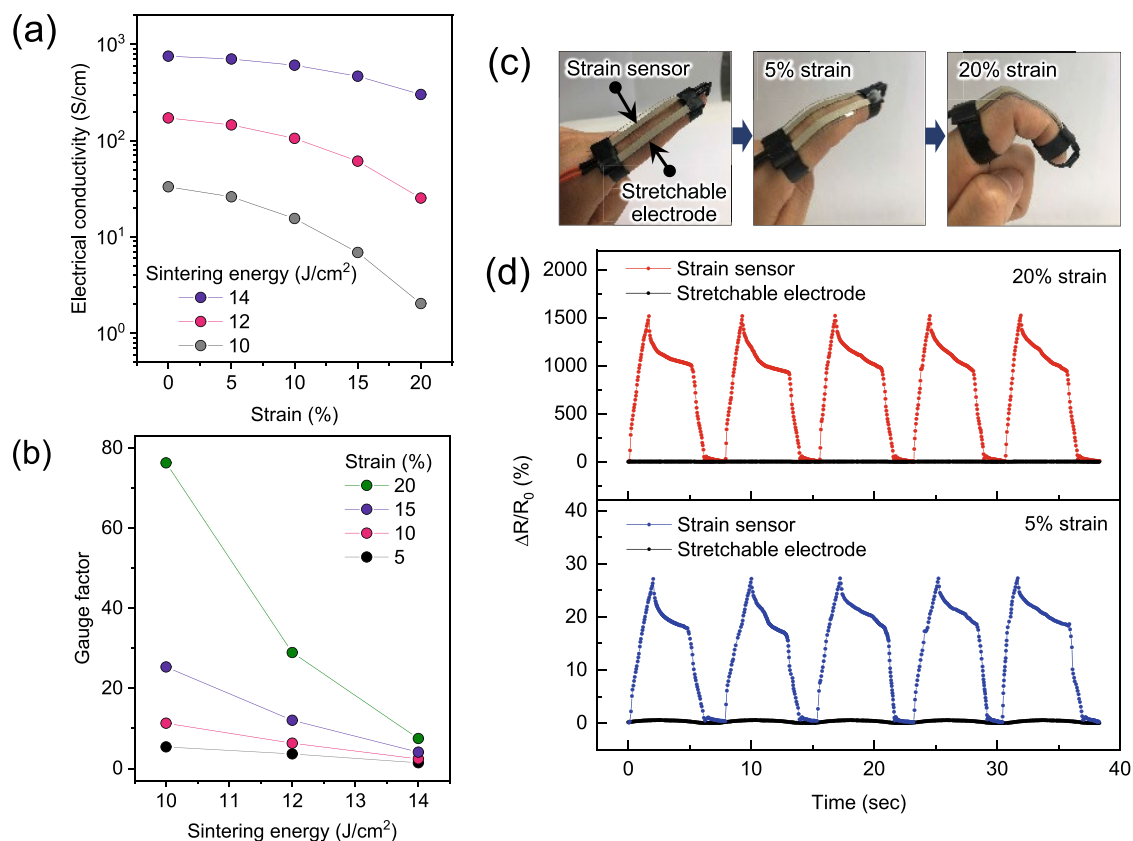 (a)
10³
10²
10¹
10⁰
Electrical conductivity (S/cm)
Sintering energy (J/cm²)
14
12
10
0 5 10 15 20
Strain (%)
(b)
80
60
40
20
0
Gauge factor
Strain (%)
20
15
10
5
10 11 12 13 14
Sintering energy (J/cm²)
(c)
Strain sensor
Stretchable
electrode
5% strain
20% strain
(d)
2000
1500
1000
500
0
Strain sensor
Stretchable electrode
20% strain
ΔR/R₀ (%)
40
30
20
10
0
Strain sensor
Stretchable electrode
5% strain
0 10 20 30 40
Time (sec)